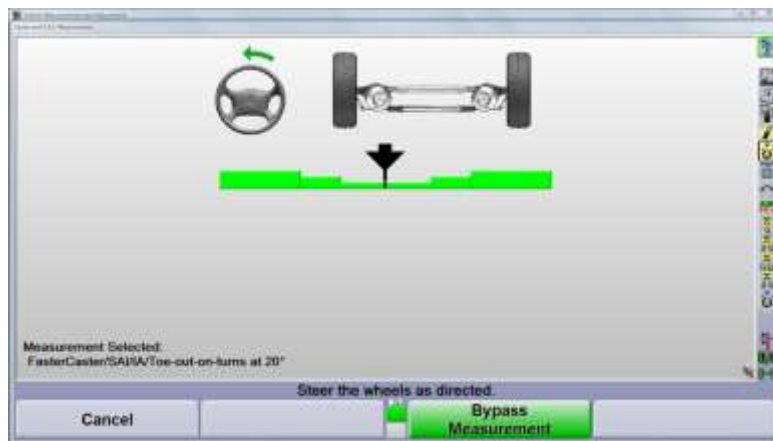 Measurement Selected:
FasterCaster/SAI/IA/Toe-out-on-turns at 20°
Steer the wheels as directed.
Cancel
Bypass
Measurement